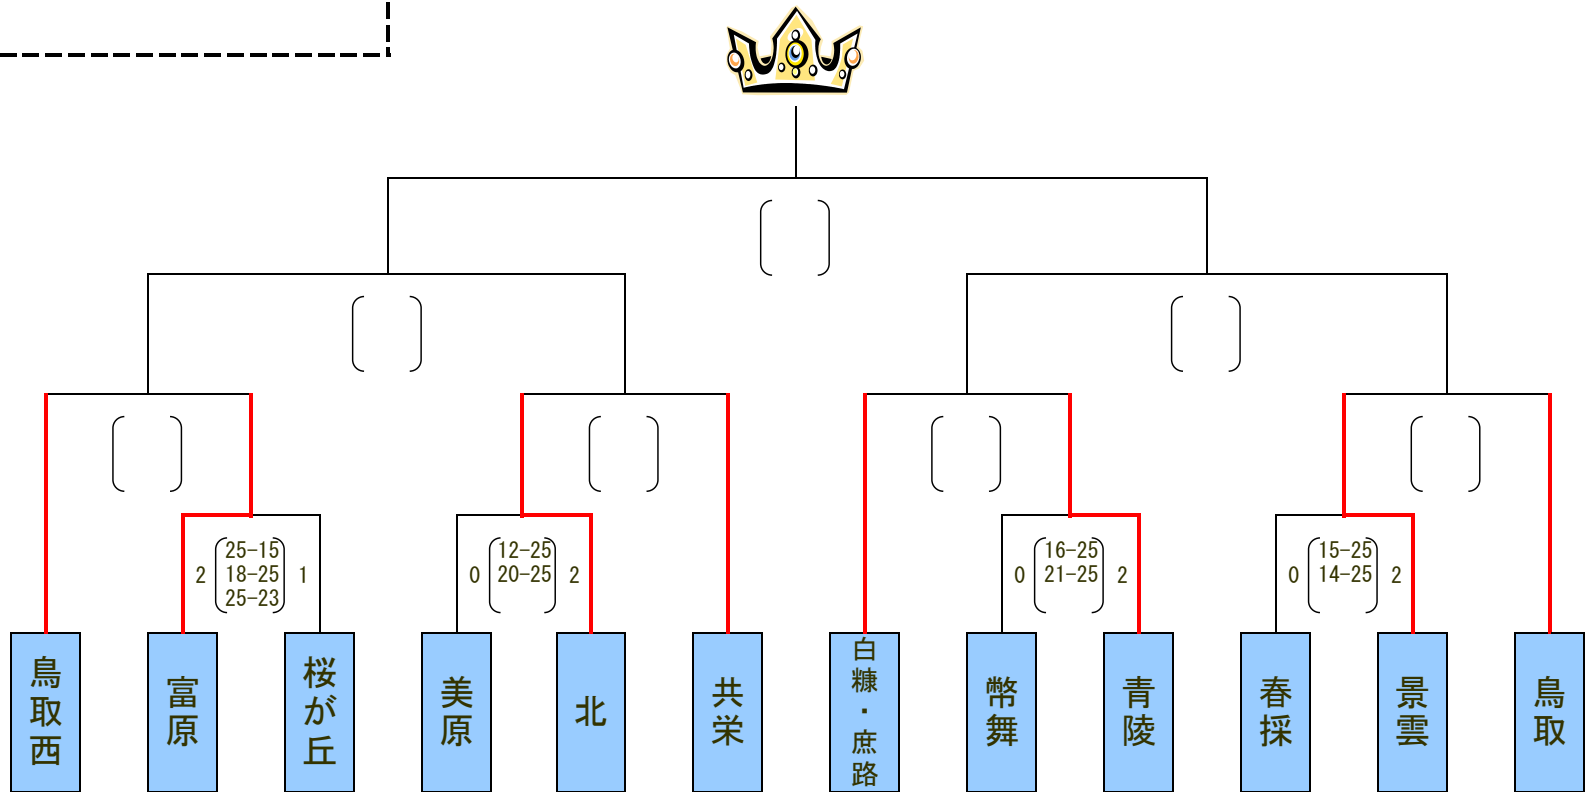 25-15
2 18-25 1
25-23
12-25
0 20-25 2
16-25
0 21-25 2
15-25
0 14-25 2
鳥取西
富原
桜が丘
美原
北
共栄
白糠・庶路
幣舞
青陵
春採
景雲
鳥取